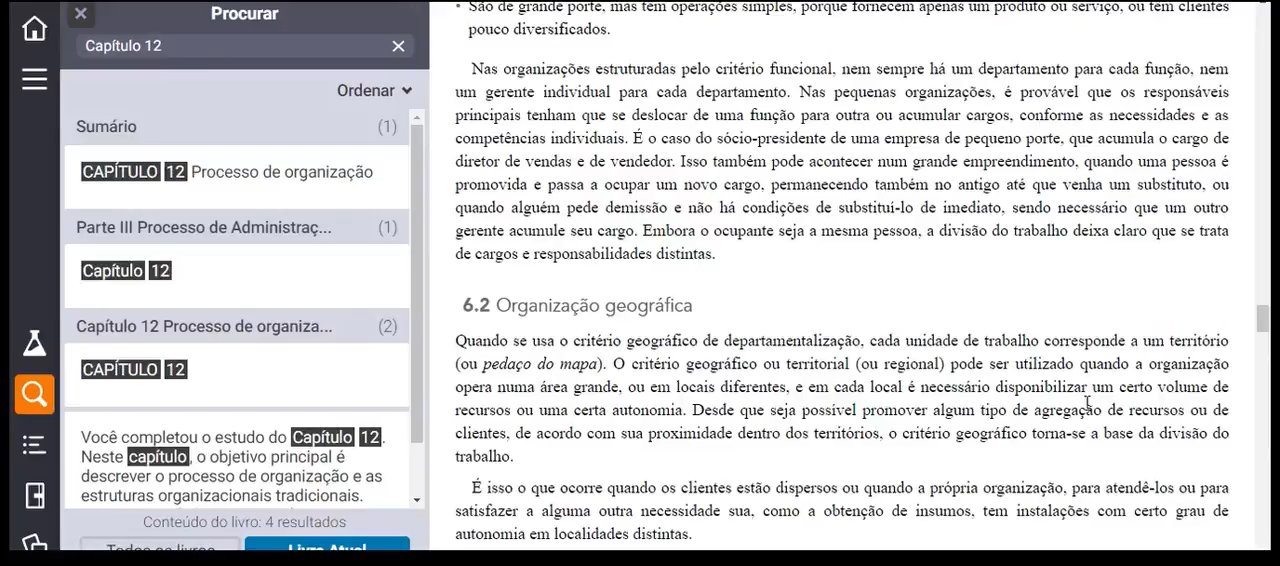 Procurar
Capítulo 12
Ordenar
Sumário (1)
CAPÍTULO 12 Processo de organização
Parte III Processo de Administraç... (1)
Capítulo 12
Capítulo 12 Processo de organiza... (2)
CAPÍTULO 12
Você completou o estudo do Capítulo 12.
Neste capítulo, o objetivo principal é
descrever o processo de organização e as
estruturas organizacionais tradicionais.
Conteúdo do livro: 4 resultados
Todos os livros Livro Atual
• São de grande porte, mas têm operações simples, porque fornecem apenas um produto ou serviço, ou têm clientes
pouco diversificados.
Nas organizações estruturadas pelo critério funcional, nem sempre há um departamento para cada função, nem
um gerente individual para cada departamento. Nas pequenas organizações, é provável que os responsáveis
principais tenham que se deslocar de uma função para outra ou acumular cargos, conforme as necessidades e as
competências individuais. É o caso do sócio-presidente de uma empresa de pequeno porte, que acumula o cargo de
diretor de vendas e de vendedor. Isso também pode acontecer num grande empreendimento, quando uma pessoa é
promovida e passa a ocupar um novo cargo, permanecendo também no antigo até que venha um substituto, ou
quando alguém pede demissão e não há condições de substituí-lo de imediato, sendo necessário que um outro
gerente acumule seu cargo. Embora o ocupante seja a mesma pessoa, a divisão do trabalho deixa claro que se trata
de cargos e responsabilidades distintas.
6.2 Organização geográfica
Quando se usa o critério geográfico de departamentalização, cada unidade de trabalho corresponde a um território
(ou pedaço do mapa). O critério geográfico ou territorial (ou regional) pode ser utilizado quando a organização
opera numa área grande, ou em locais diferentes, e em cada local é necessário disponibilizar um certo volume de
recursos ou uma certa autonomia. Desde que seja possível promover algum tipo de agregação de recursos ou de
clientes, de acordo com sua proximidade dentro dos territórios, o critério geográfico torna-se a base da divisão do
trabalho.
É isso o que ocorre quando os clientes estão dispersos ou quando a própria organização, para atendê-los ou para
satisfazer a alguma outra necessidade sua, como a obtenção de insumos, tem instalações com certo grau de
autonomia em localidades distintas.